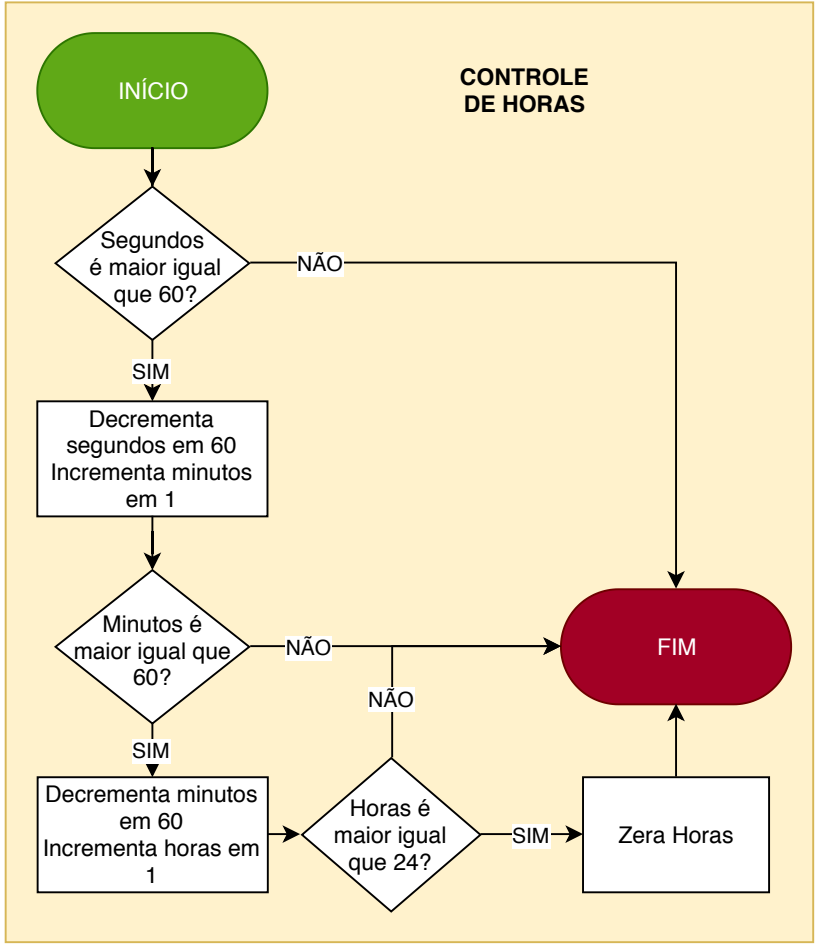 INÍCIO
CONTROLE
DE HORAS
Segundos
é maior igual
que 60?
NÃO
SIM
Decrementa
segundos em 60
Incrementa minutos
em 1
Minutos é
maior igual que
60?
NÃO
FIM
NÃO
SIM
Decrementa minutos
em 60
Incrementa horas em
1
Horas é
maior igual
que 24?
SIM
Zera Horas